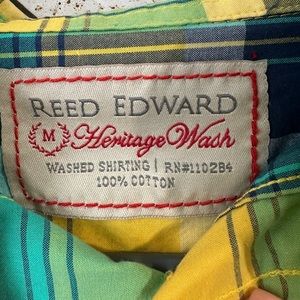 REED EDWARD
M Heritage Wash
WASHED SHIRTING | RN#110284
100% COTTON